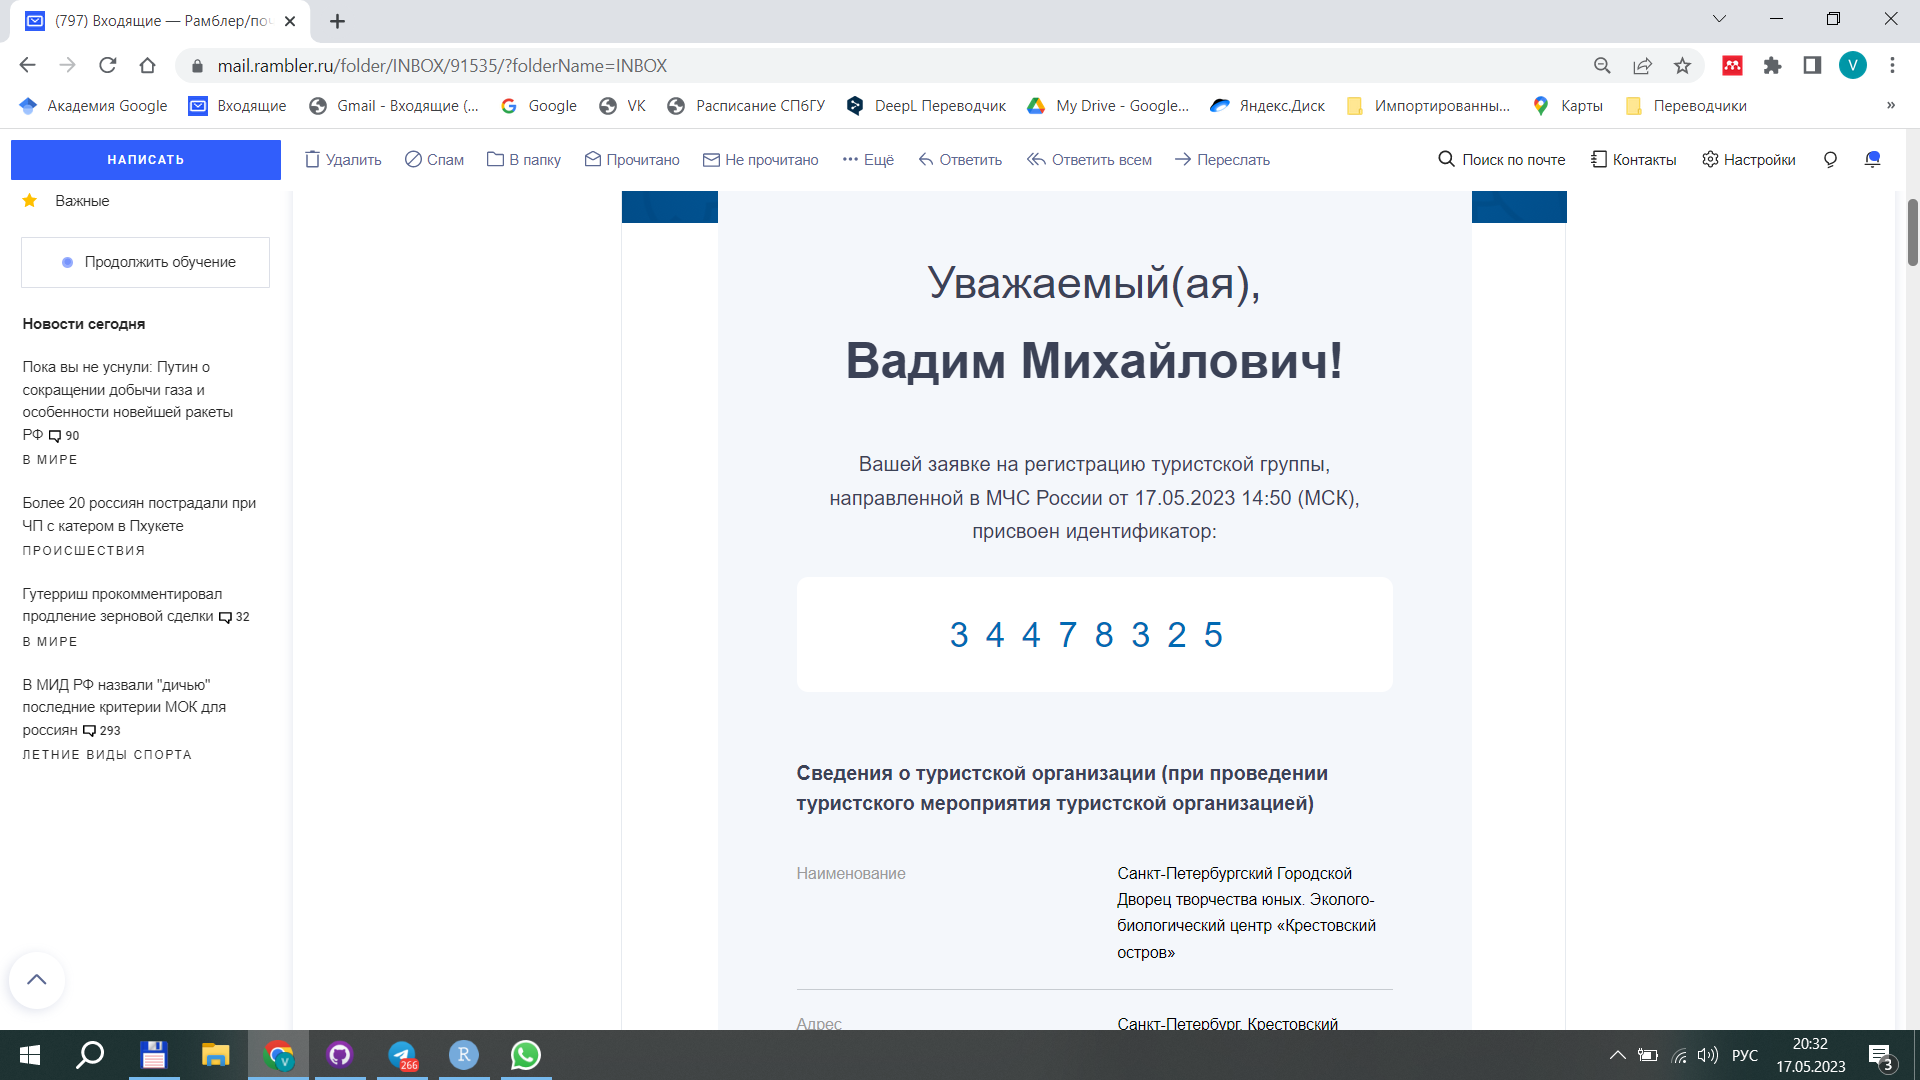 (797) Входящие — Рамблер/поч
mail.rambler.ru/folder/INBOX/91535/?folderName=INBOX
V
Академия Google
Входящие
Gmail - Входящие (...
Google
VK
Расписание СПбГУ
DeepL Переводчик
My Drive - Google...
Яндекс.Диск
Импортированны...
Карты
Переводчики
»
НАПИСАТЬ
Удалить
Спам
В папку
Прочитано
Не прочитано
Ещё
Ответить
Ответить всем
Переслать
Поиск по почте
Контакты
Настройки
Важные
Продолжить обучение
Новости сегодня
Пока вы не уснули: Путин о
сокращении добычи газа и
особенности новейшей ракеты
РФ 90
В МИРЕ
Более 20 россиян пострадали при
ЧП с катером в Пхукете
ПРОИСШЕСТВИЯ
Гутерриш прокомментировал
продление зерновой сделки 32
В МИРЕ
В МИД РФ назвали "дичью"
последние критерии МОК для
россиян 293
ЛЕТНИЕ ВИДЫ СПОРТА
Уважаемый(ая),
Вадим Михайлович!
Вашей заявке на регистрацию туристской группы,
направленной в МЧС России от 17.05.2023 14:50 (МСК),
присвоен идентификатор:
3 4 4 7 8 3 2 5
Сведения о туристской организации (при проведении
туристского мероприятия туристской организацией)
Наименование
Санкт-Петербургский Городской
Дворец творчества юных. Эколого-
биологический центр «Крестовский
остров»
Адрес
Санкт-Петербург, Крестовский
V
266
R
РУС
20:32
17.05.2023
3